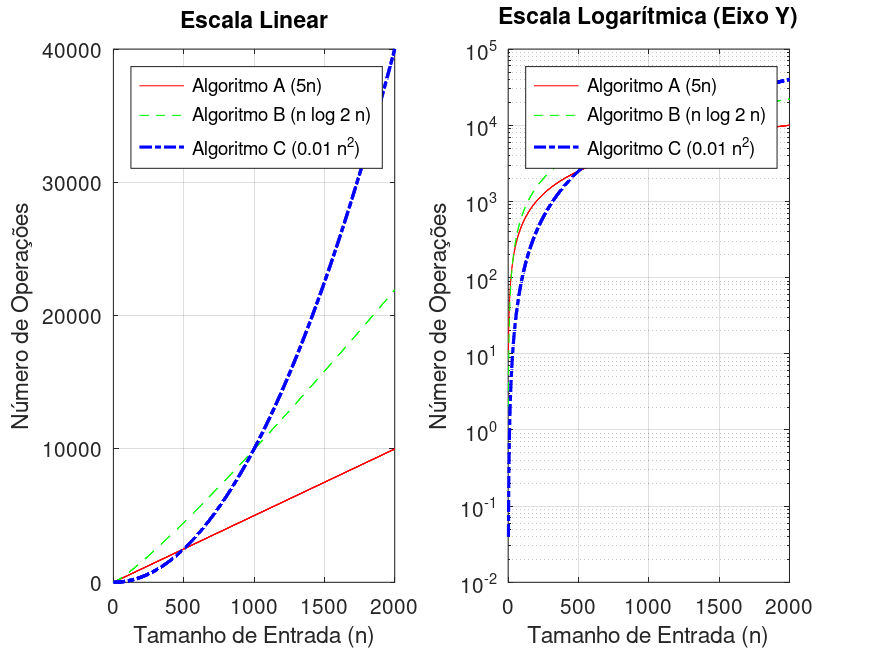 Escala Linear
40000
30000
20000
10000
0
0 500 1000 1500 2000
Tamanho de Entrada (n)
Número de Operações
Algoritmo A (5n)
Algoritmo B (n log 2 n)
Algoritmo C (0.01 n²)
Escala Logarítmica (Eixo Y)
10⁵
10⁴
10³
10²
10¹
10⁰
10⁻¹
10⁻²
0 500 1000 1500 2000
Tamanho de Entrada (n)
Número de Operações
Algoritmo A (5n)
Algoritmo B (n log 2 n)
Algoritmo C (0.01 n²)